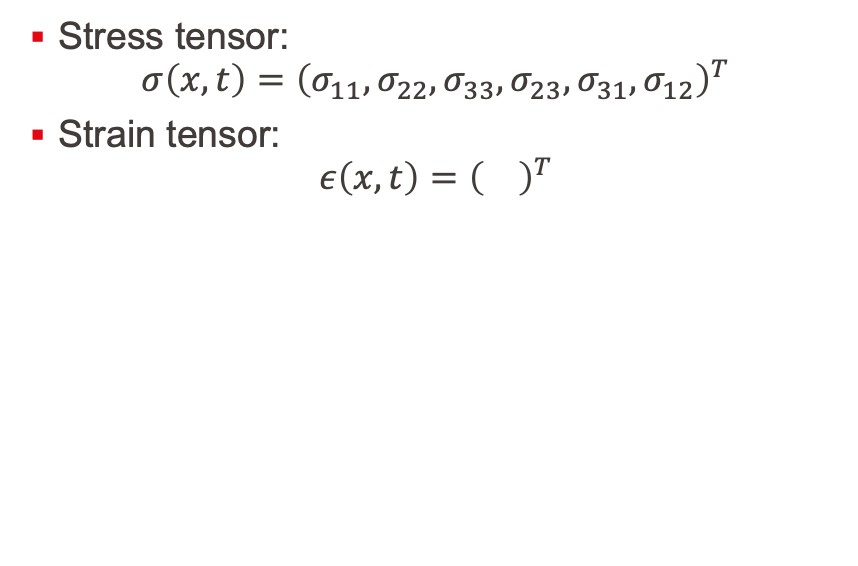 ▪ Stress tensor:
σ(x, t) = (σ₁₁, σ₂₂, σ₃₃, σ₂₃, σ₃₁, σ₁₂)ᵀ
▪ Strain tensor:
ϵ(x, t) = ( )ᵀ